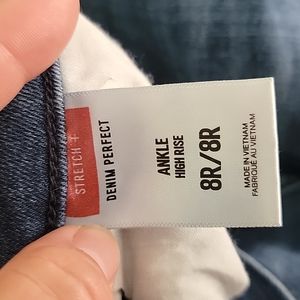 STRETCH +
DENIM PERFECT
ANKLE
HIGH RISE
8R/8R
MADE IN VIETNAM
FABRIQUÉ AU VIETNAM